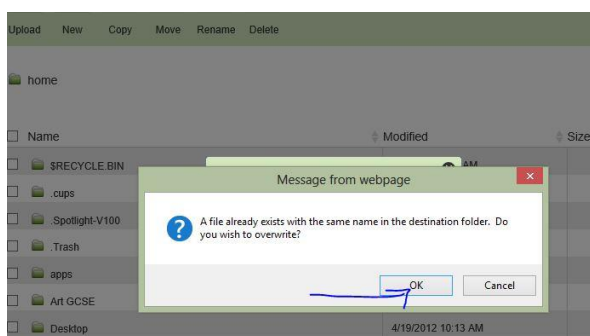 Upload New Copy Move Rename Delete
home
Name Modified Size
$RECYCLE.BIN AM
.cups
.Spotlight-V100
.Trash
apps
Art GCSE
Desktop 4/19/2012 10:13 AM
Message from webpage
A file already exists with the same name in the destination folder. Do
you wish to overwrite?
OK Cancel